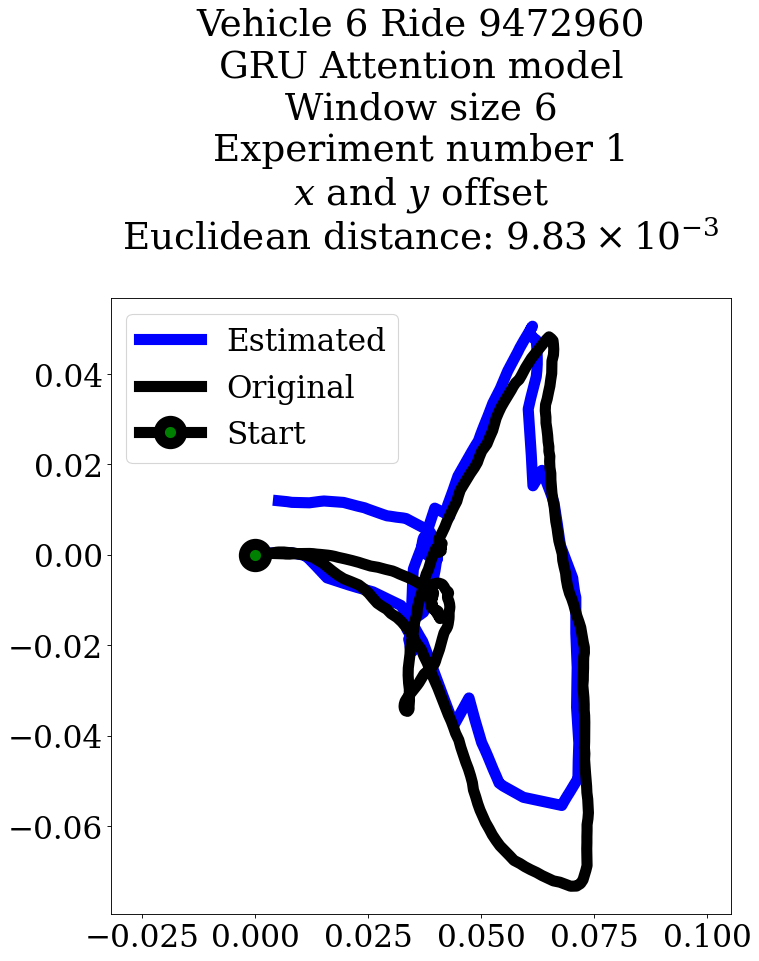 Vehicle 6 Ride 9472960
GRU Attention model
Window size 6
Experiment number 1
x and y offset
Euclidean distance: 9.83 × 10⁻³
Estimated
Original
Start
0.04
0.02
0.00
−0.02
−0.04
−0.06
−0.025 0.000 0.025 0.050 0.075 0.100